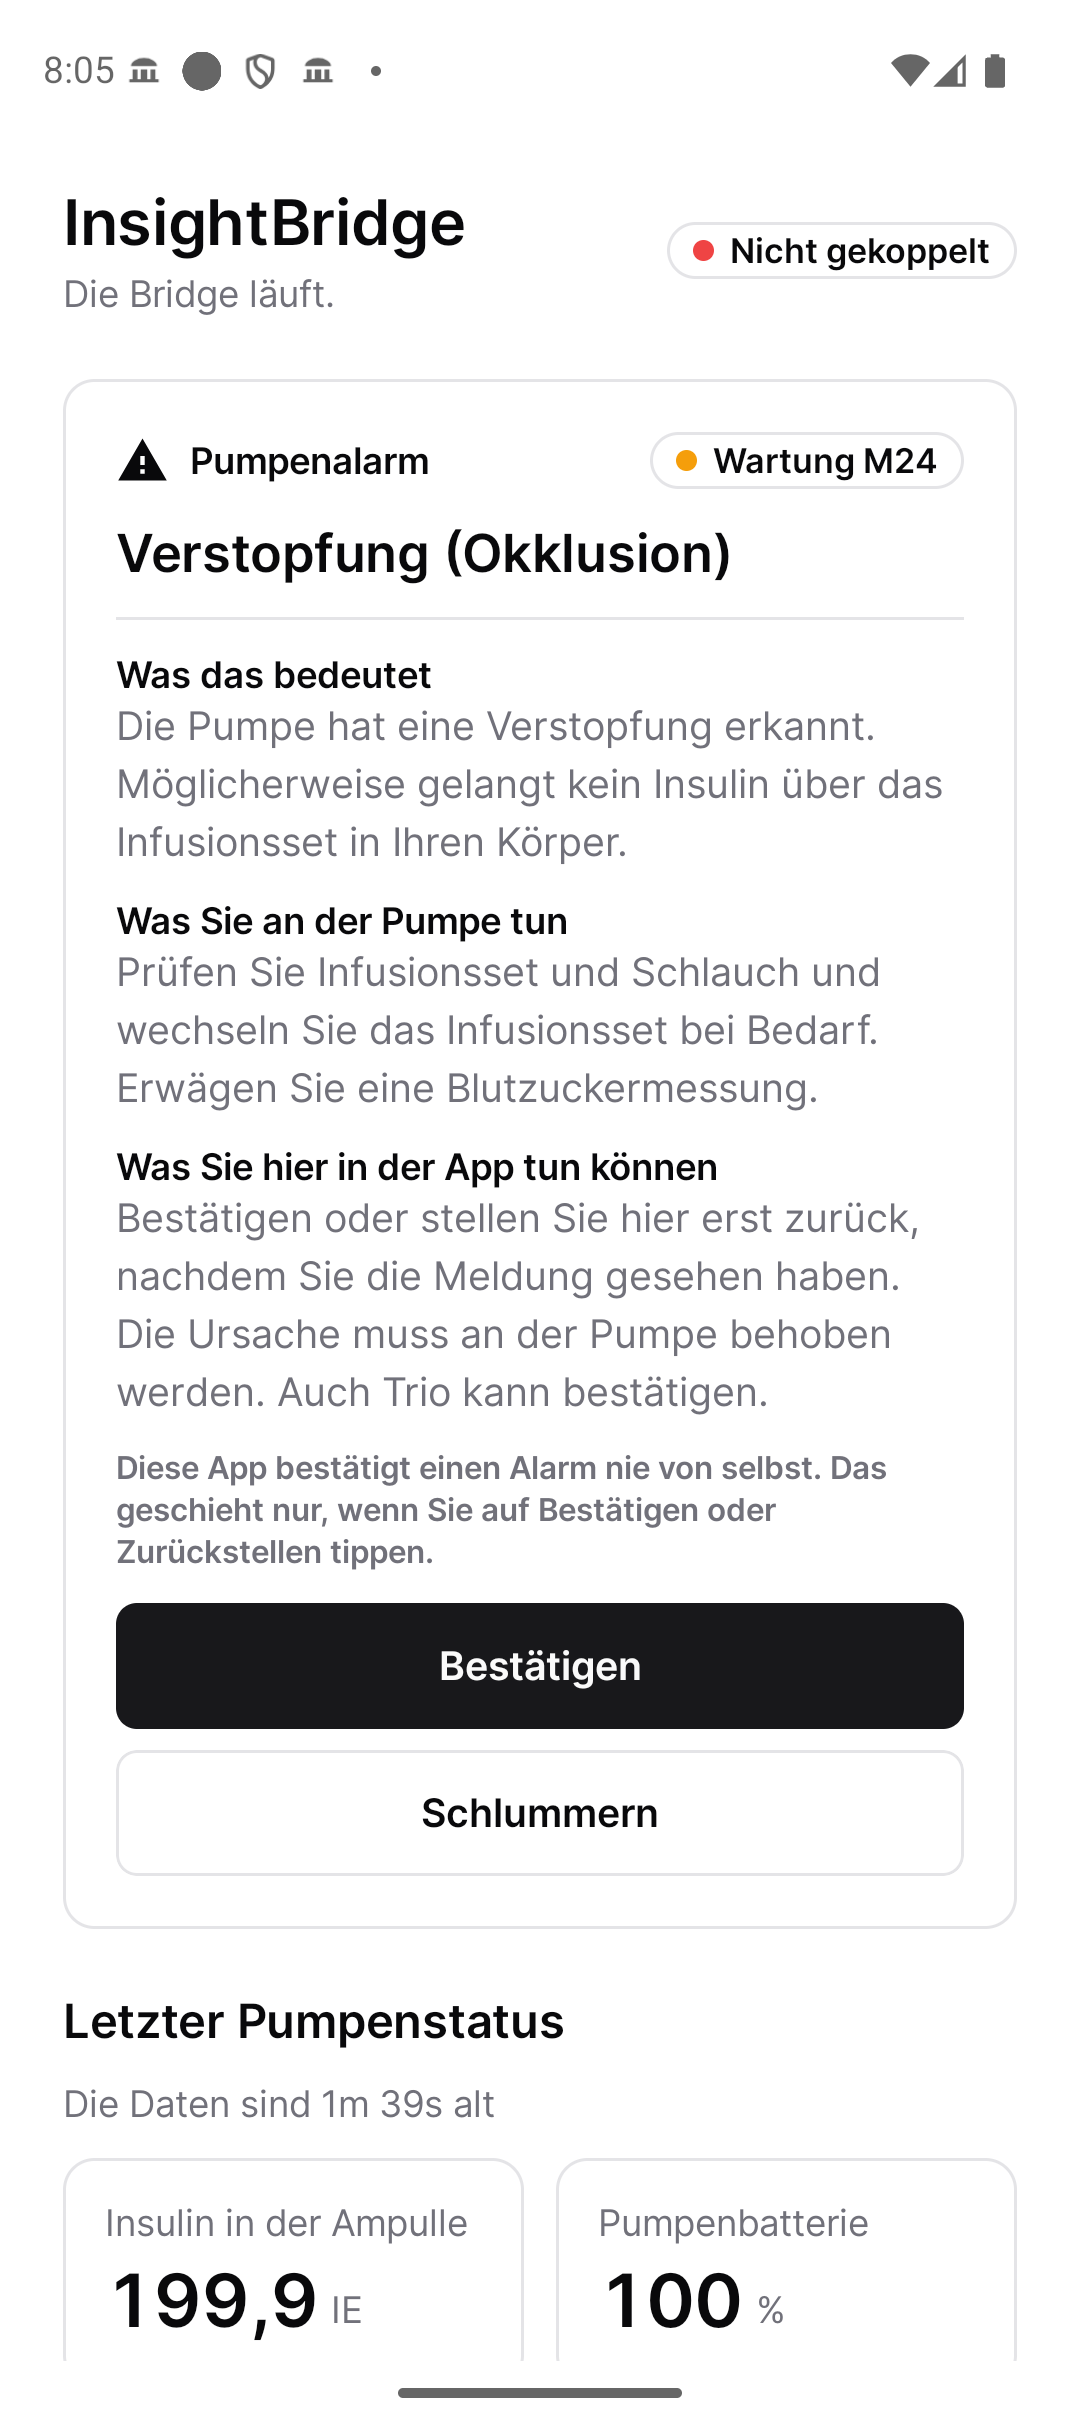 8:05
InsightBridge
Die Bridge läuft.
Nicht gekoppelt
Pumpenalarm
Wartung M24
Verstopfung (Okklusion)
Was das bedeutet
Die Pumpe hat eine Verstopfung erkannt.
Möglicherweise gelangt kein Insulin über das
Infusionsset in Ihren Körper.
Was Sie an der Pumpe tun
Prüfen Sie Infusionsset und Schlauch und
wechseln Sie das Infusionsset bei Bedarf.
Erwägen Sie eine Blutzuckermessung.
Was Sie hier in der App tun können
Bestätigen oder stellen Sie hier erst zurück,
nachdem Sie die Meldung gesehen haben.
Die Ursache muss an der Pumpe behoben
werden. Auch Trio kann bestätigen.
Diese App bestätigt einen Alarm nie von selbst. Das
geschieht nur, wenn Sie auf Bestätigen oder
Zurückstellen tippen.
Bestätigen
Schlummern
Letzter Pumpenstatus
Die Daten sind 1m 39s alt
Insulin in der Ampulle
199,9 IE
Pumpenbatterie
100 %